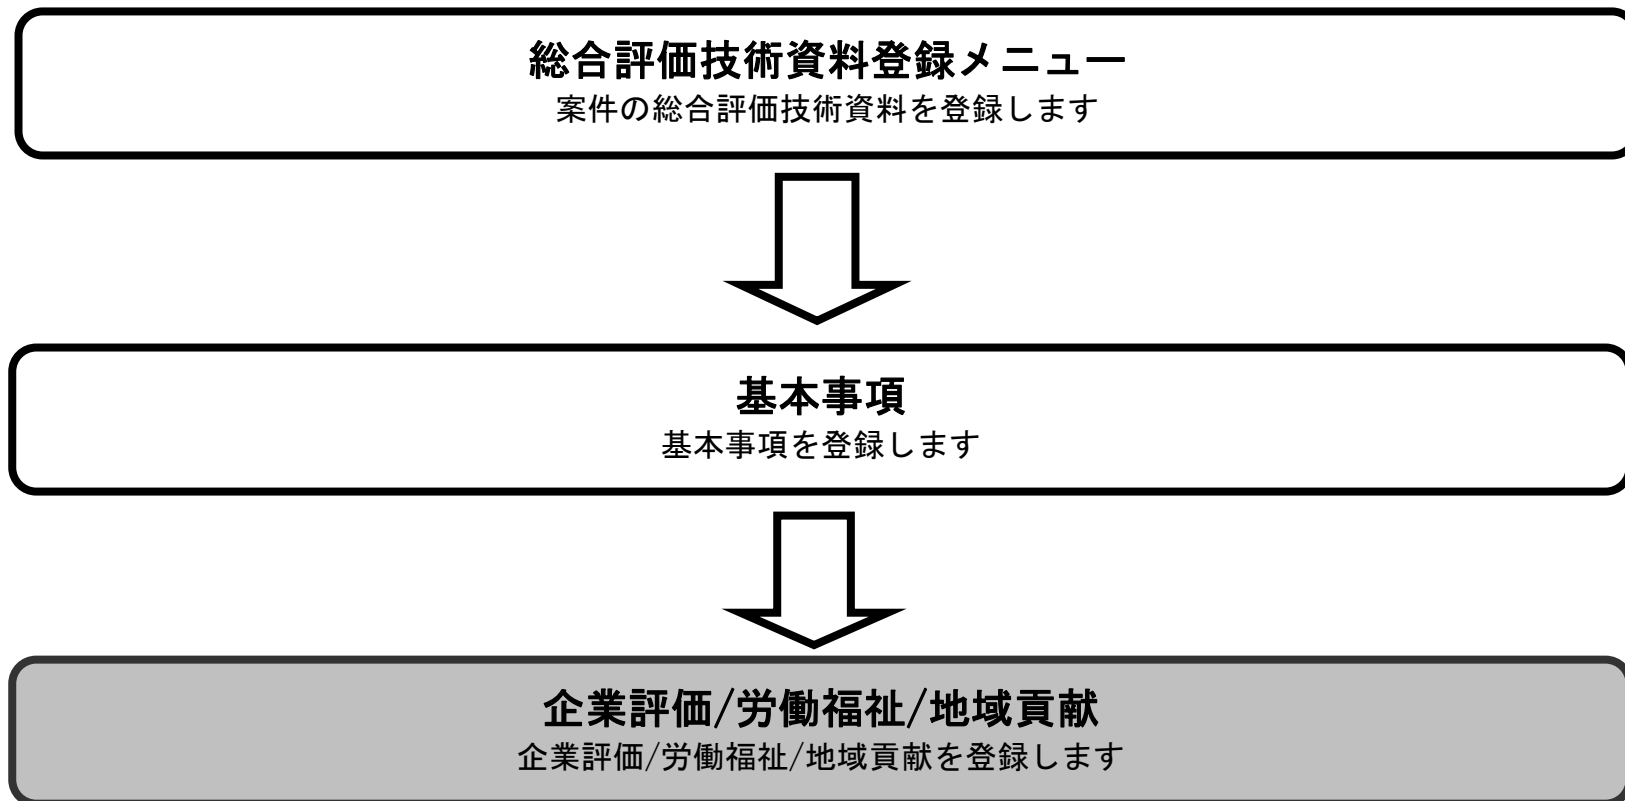 総合評価技術資料登録メニュー
案件の総合評価技術資料を登録します
基本事項
基本事項を登録します
企業評価/労働福祉/地域貢献
企業評価/労働福祉/地域貢献を登録します